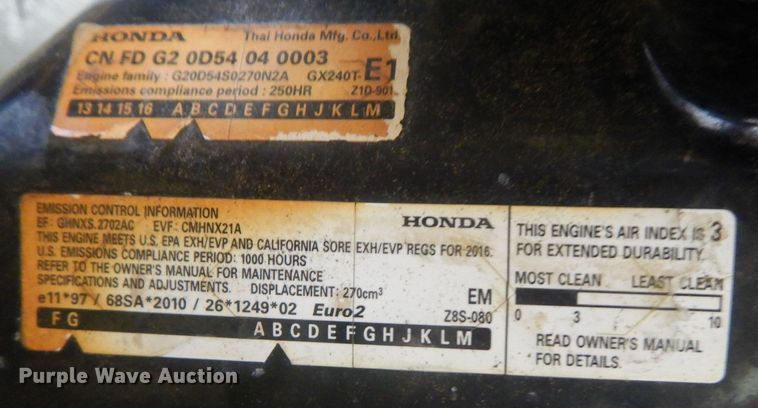 HONDA Thai Honda Mfg. Co.,Ltd.
CN FD G2 0D54 04 0003
Engine family : G20D54S0270N2A GX240T- E1
Emissions compliance period : 250HR Z1D-901
13 14 15 16 A B C D E F G H J K L M
EMISSION CONTROL INFORMATION
EF: GHNXS.2702AC EVF: CMHNX21A HONDA
THIS ENGINE MEETS U.S. EPA EXH/EVP AND CALIFORNIA SORE EXH/EVP REGS FOR 2016.
U.S. EMISSIONS COMPLIANCE PERIOD: 1000 HOURS
REFER TO THE OWNER'S MANUAL FOR MAINTENANCE
SPECIFICATIONS AND ADJUSTMENTS. DISPLACEMENT: 270cm³ EM
e11*97 / 68SA*2010 / 26*1249*02 Euro2 Z8S-080
F G A B C D E F G H J K L M
THIS ENGINE'S AIR INDEX IS 3
FOR EXTENDED DURABILITY.
MOST CLEAN LEAST CLEAN
0 3 10
READ OWNER'S MANUAL
FOR DETAILS.
Purple Wave Auction